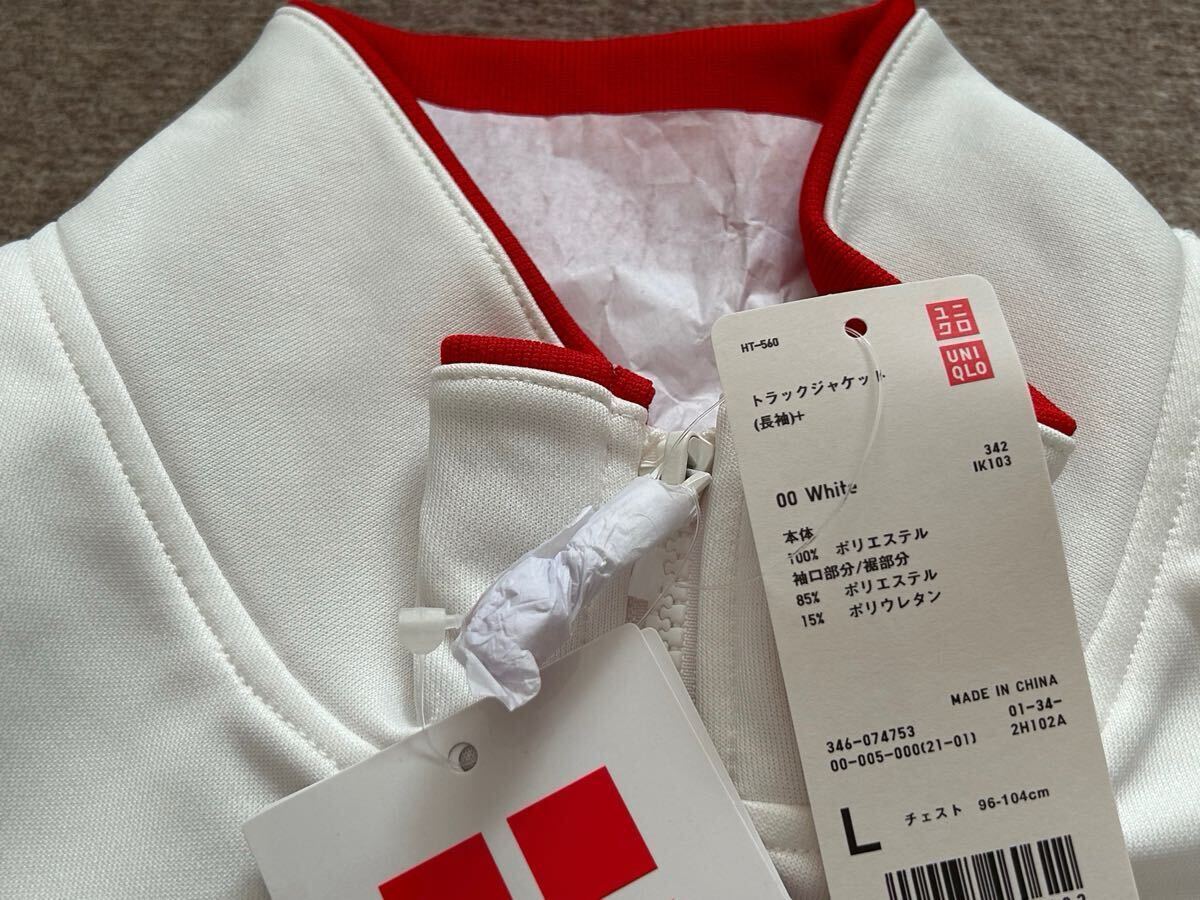 HT-560
ユニ
クロ
UNI
QLO
トラックジャケット
(長袖)+
342
IK103
00 White
本体
100% ポリエステル
袖口部分/裾部分
85% ポリエステル
15% ポリウレタン
MADE IN CHINA
346-074753
01-34-
00-005-000(21-01)
2H102A
L チェスト 96-104cm